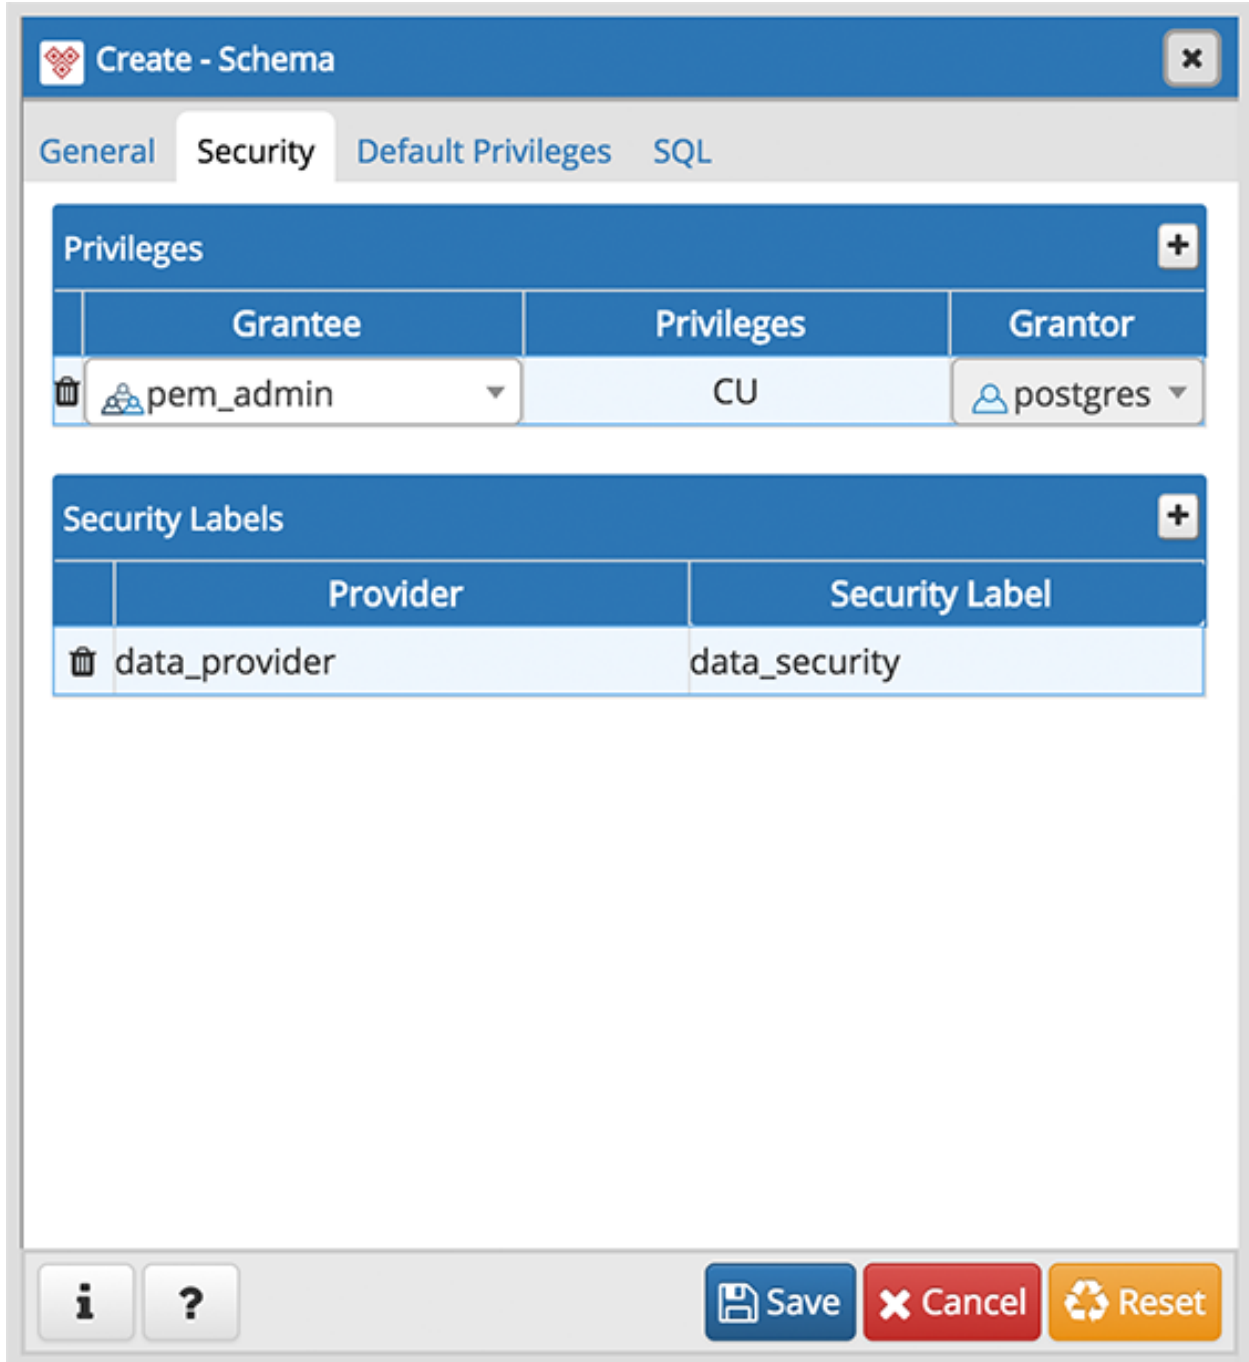 Create - Schema
General Security Default Privileges SQL
Privileges
Grantee Privileges Grantor
pem_admin CU postgres
Security Labels
Provider Security Label
data_provider data_security
i ? Save Cancel Reset